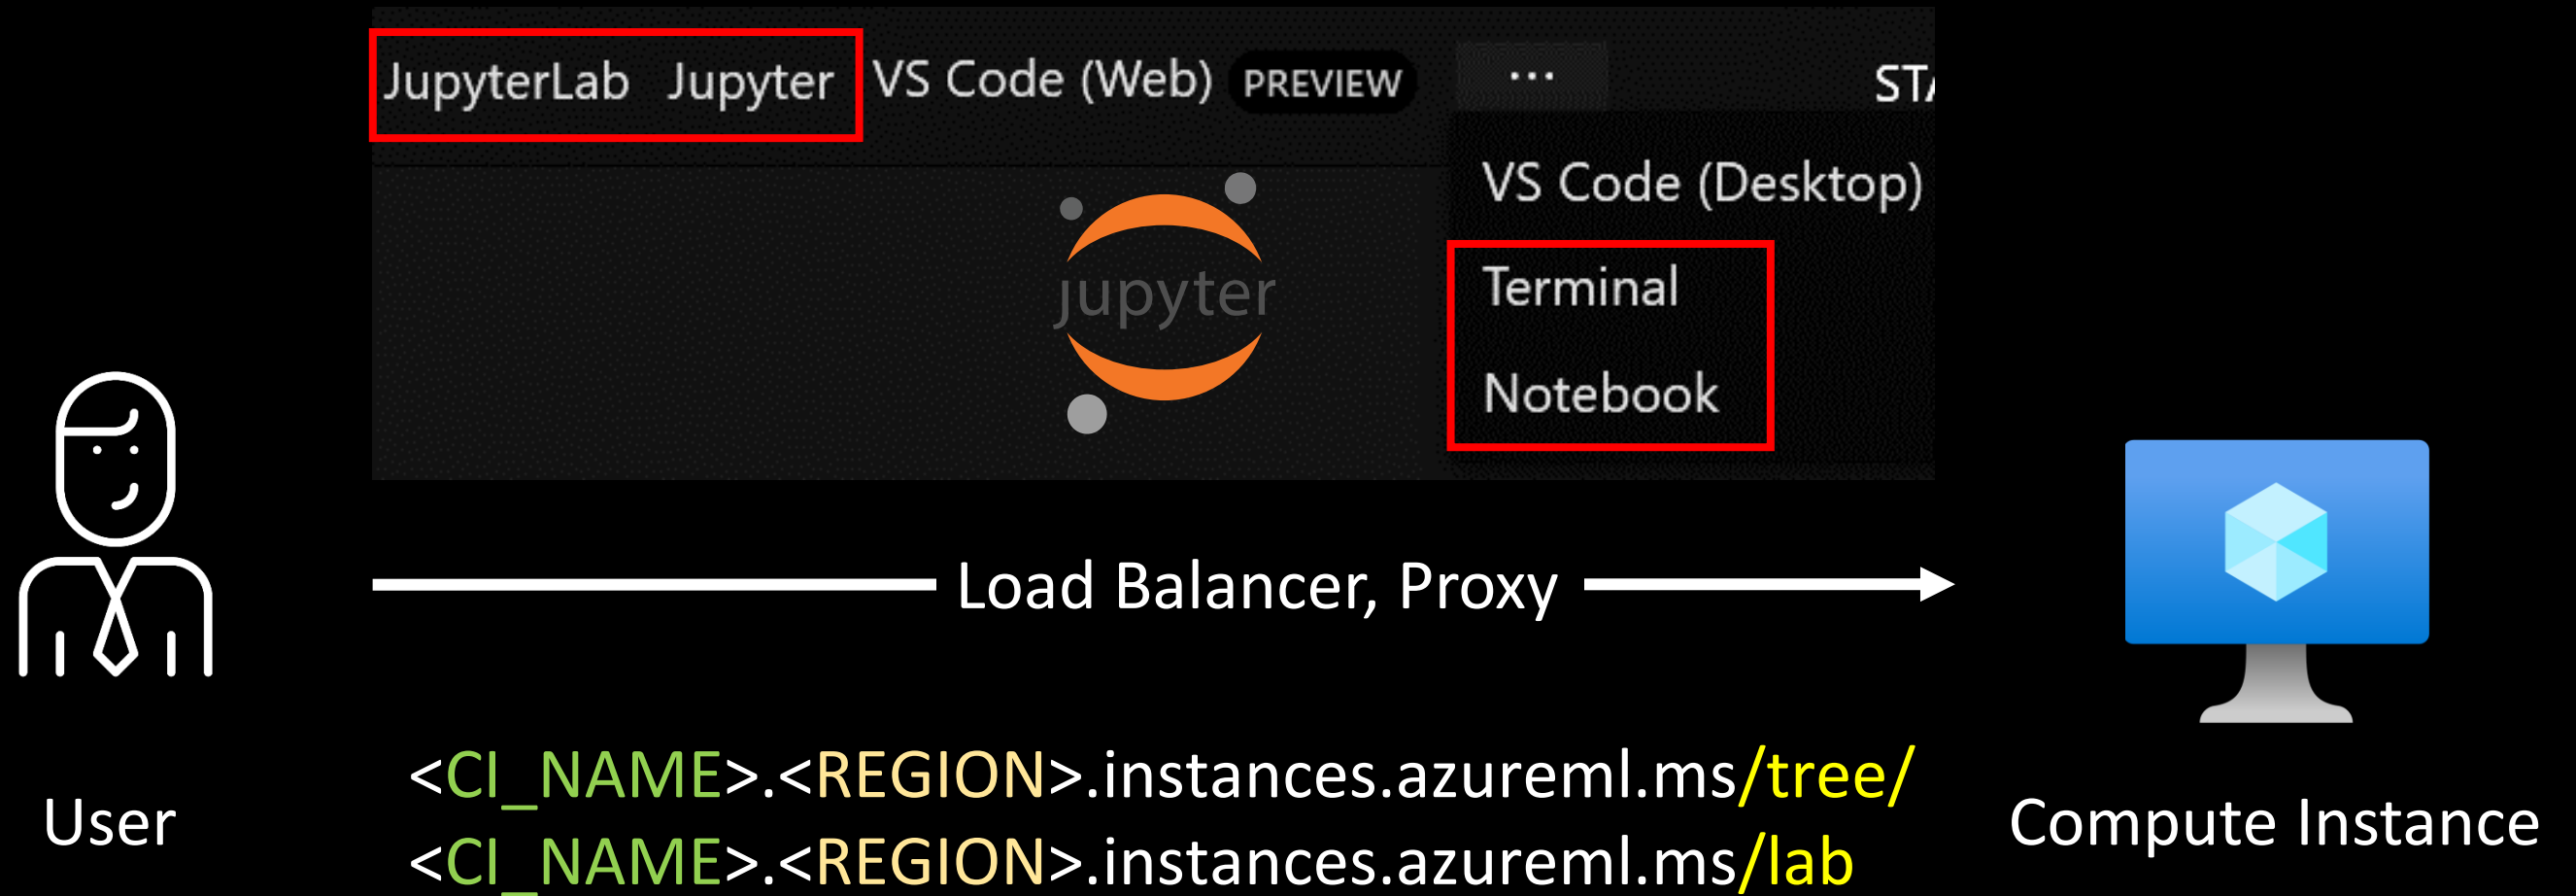 JupyterLab Jupyter VS Code (Web) PREVIEW ... STA
VS Code (Desktop)
Terminal
Notebook
jupyter
Load Balancer, Proxy
<CI_NAME>.<REGION>.instances.azureml.ms/tree/
<CI_NAME>.<REGION>.instances.azureml.ms/lab
User
Compute Instance